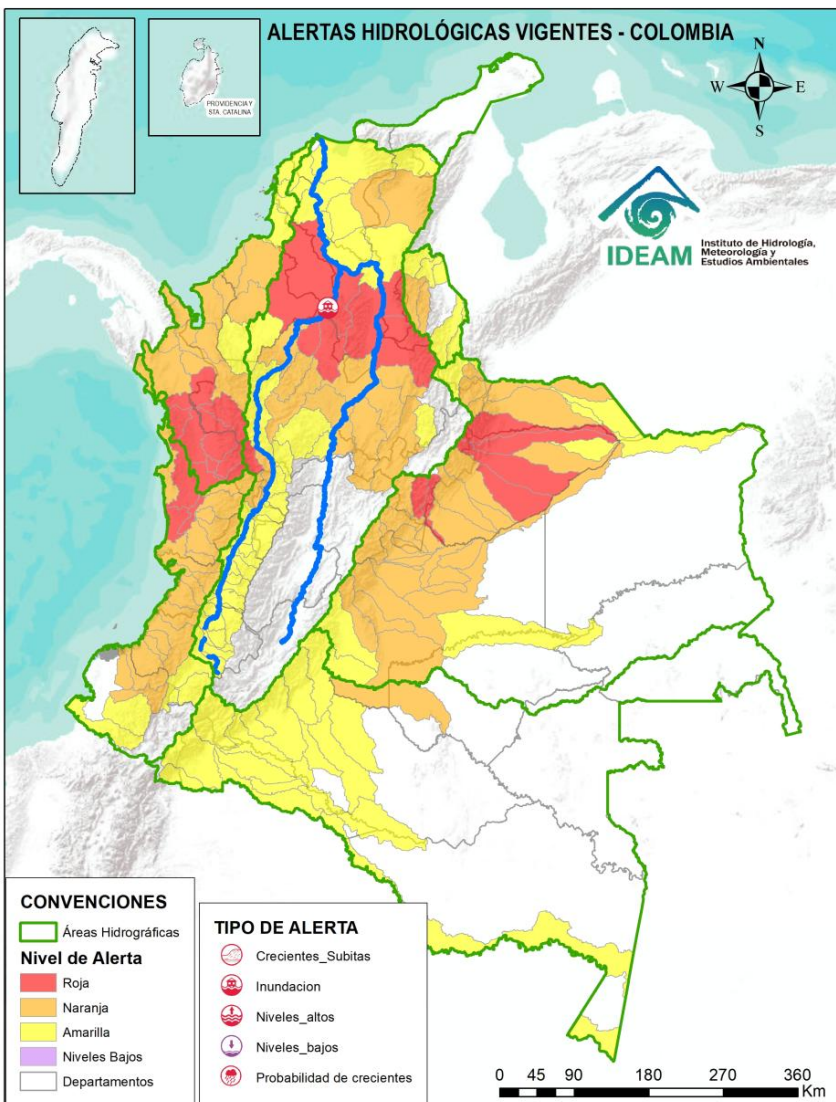 ALERTAS HIDROLÓGICAS VIGENTES - COLOMBIA
PROVIDENCIA Y
STA. CATALINA
N
W E
S
IDEAM
Instituto de Hidrología,
Meteorología y
Estudios Ambientales
CONVENCIONES
Áreas Hidrográficas
Nivel de Alerta
Roja
Naranja
Amarilla
Niveles Bajos
Departamentos
TIPO DE ALERTA
Crecientes_Subitas
Inundacion
Niveles_altos
Niveles_bajos
Probabilidad de crecientes
0 45 90 180 270 360
Km